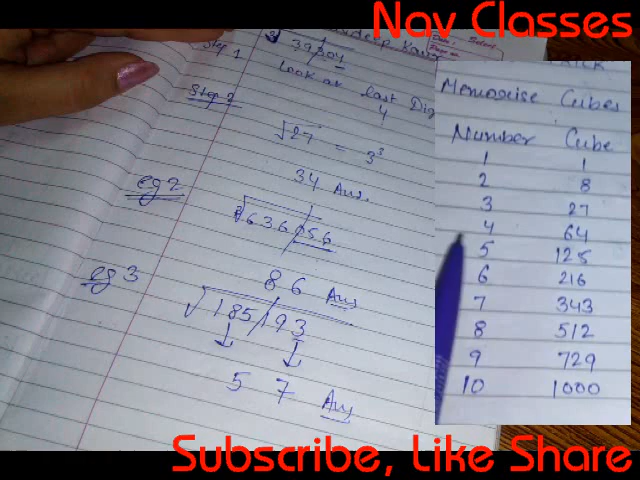 Nav Classes
Step 1
39304
Look at last Dig
4
Step 2
√27 = 3³
34 Ans.
eg 2
∛636056
86 Ans
eg 3
√185193
5 7 Ans
Memorise Cubes
Number Cube
1 1
2 8
3 27
4 64
5 125
6 216
7 343
8 512
9 729
10 1000
Subscribe, Like Share